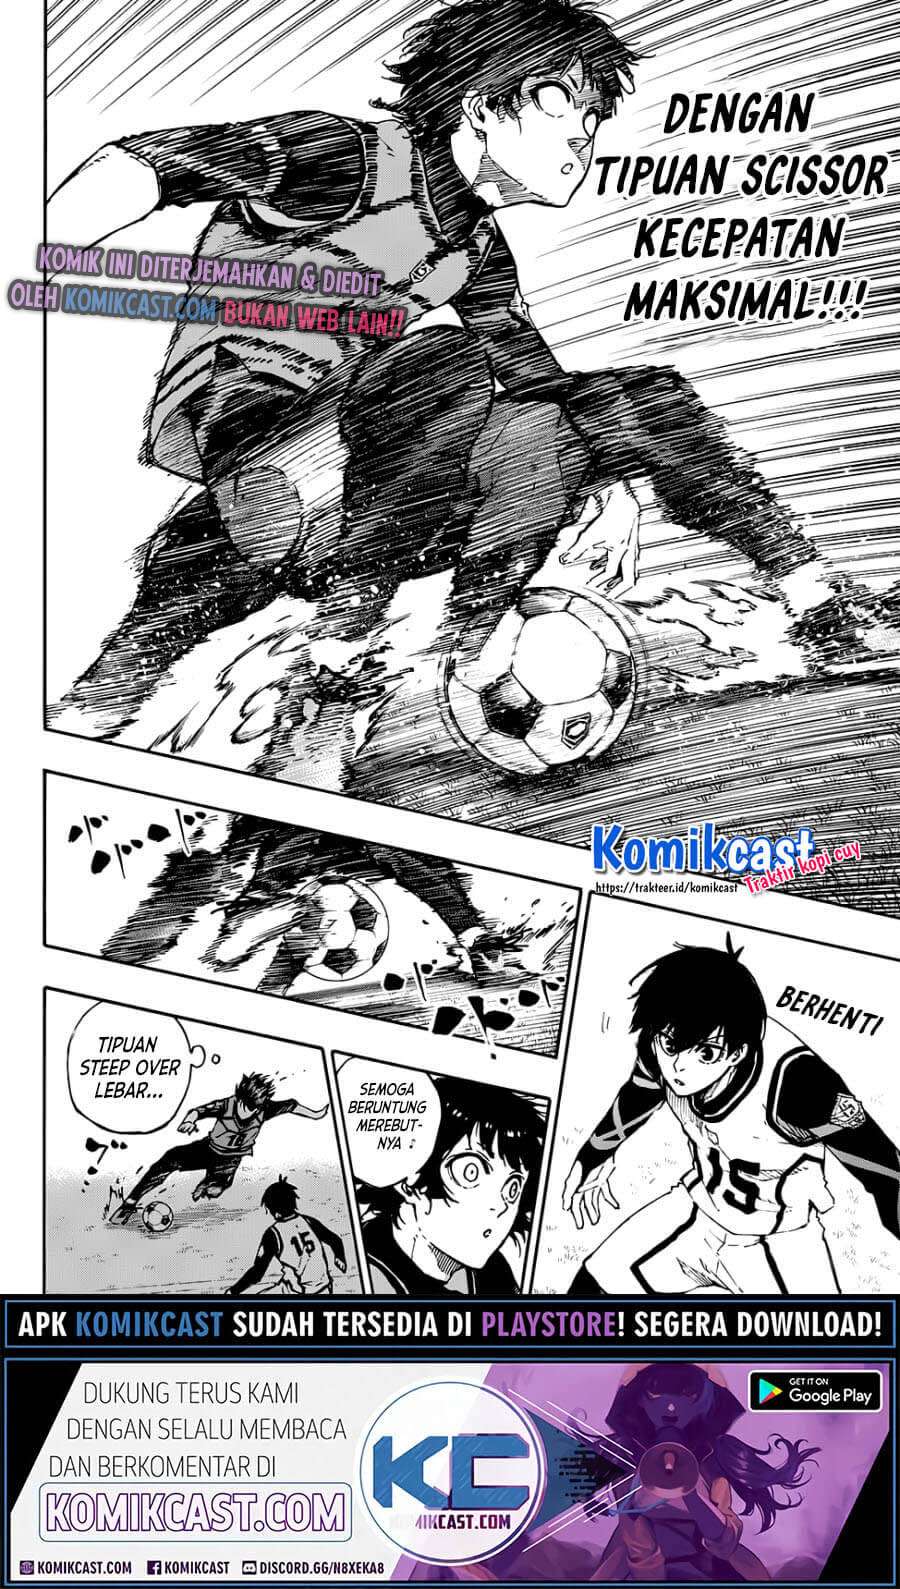 DENGAN
TIPUAN SCISSOR
KECEPATAN
MAKSIMAL!!!
KOMIK INI DITERJEMAHKAN & DIEDIT
OLEH KOMIKCAST.COM BUKAN WEB LAIN!!
Komikcast
https://trakteer.id/komikcast
Traktir kopi cuy
BERHENTI
15
SEMOGA
BERUNTUNG
MEREBUT-
NYA ♪
TIPUAN
STEEP OVER
LEBAR...
15
APK KOMIKCAST SUDAH TERSEDIA DI PLAYSTORE! SEGERA DOWNLOAD!
DUKUNG TERUS KAMI
DENGAN SELALU MEMBACA
DAN BERKOMENTAR DI
KOMIKCAST.COM
KOMIKCAST.COM
KOMIKCAST
DISCORD.GG/N8XEKA8
KC
KOMIKCAST.COM
GET IT ON
Google Play